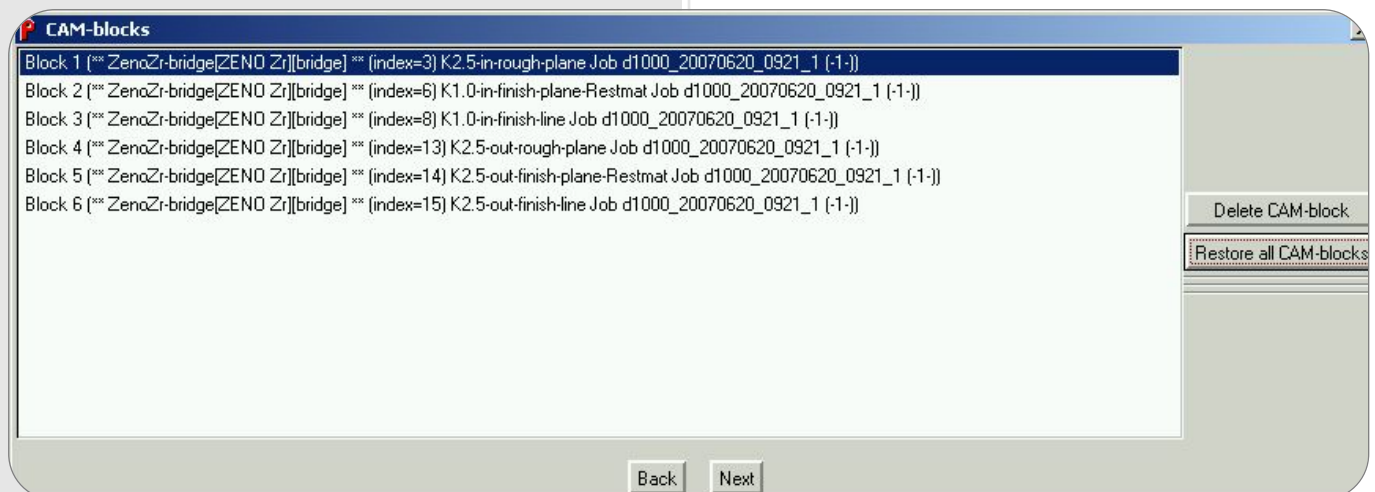 CAM-blocks
Block 1 (** ZenoZr-bridge[ZENO Zr][bridge] ** (index=3) K2.5-in-rough-plane Job d1000_20070620_0921_1 (-1-))
Block 2 (** ZenoZr-bridge[ZENO Zr][bridge] ** (index=6) K1.0-in-finish-plane-Restmat Job d1000_20070620_0921_1 (-1-))
Block 3 (** ZenoZr-bridge[ZENO Zr][bridge] ** (index=8) K1.0-in-finish-line Job d1000_20070620_0921_1 (-1-))
Block 4 (** ZenoZr-bridge[ZENO Zr][bridge] ** (index=13) K2.5-out-rough-plane Job d1000_20070620_0921_1 (-1-))
Block 5 (** ZenoZr-bridge[ZENO Zr][bridge] ** (index=14) K2.5-out-finish-plane-Restmat Job d1000_20070620_0921_1 (-1-))
Block 6 (** ZenoZr-bridge[ZENO Zr][bridge] ** (index=15) K2.5-out-finish-line Job d1000_20070620_0921_1 (-1-))
Delete CAM-block
Restore all CAM-blocks
Back Next